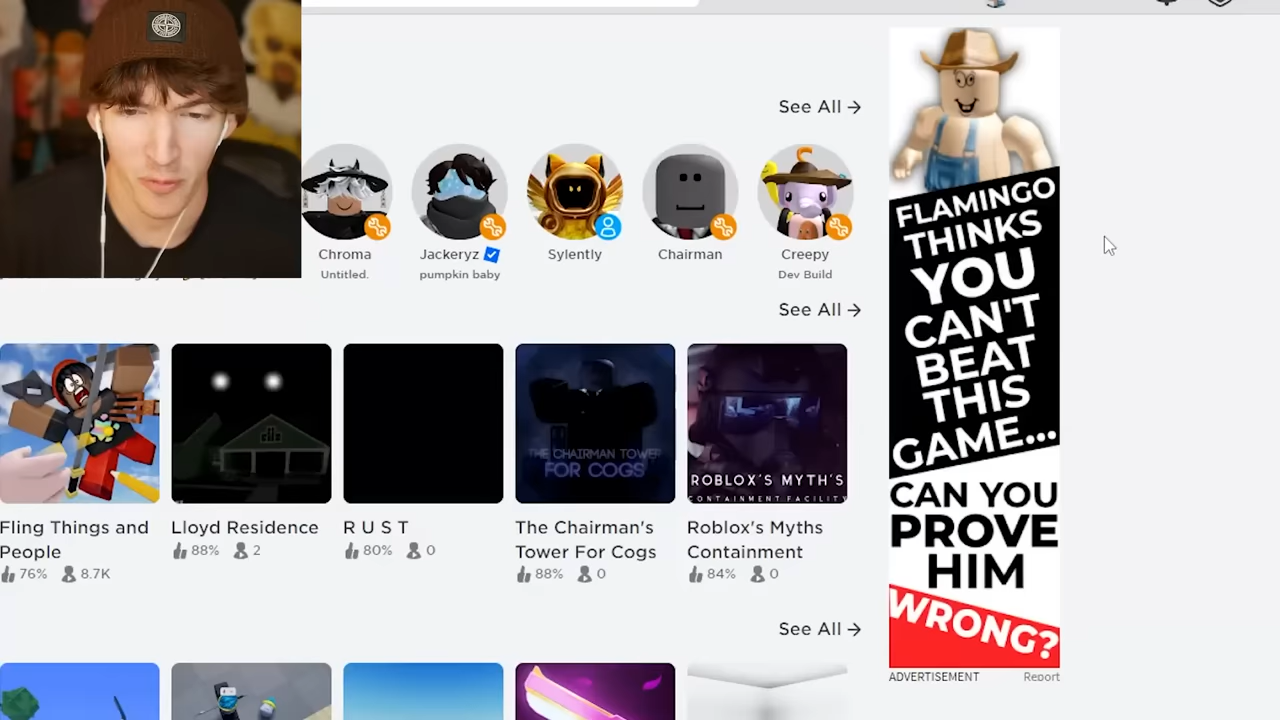 See All →
Chroma
Untitled.
Jackeryz
pumpkin baby
Sylently
Chairman
Creepy
Dev Build
See All →
Fling Things and
People
76% 8.7K
Lloyd Residence
88% 2
R U S T
80% 0
THE CHAIRMAN TOWER
FOR COGS
The Chairman's
Tower For Cogs
88% 0
ROBLOX'S MYTH'S
CONTAINMENT FACILITY
Roblox's Myths
Containment
84% 0
See All →
FLAMINGO
THINKS
YOU
CAN'T
BEAT
THIS
GAME...
CAN YOU
PROVE
HIM
WRONG?
ADVERTISEMENT Report